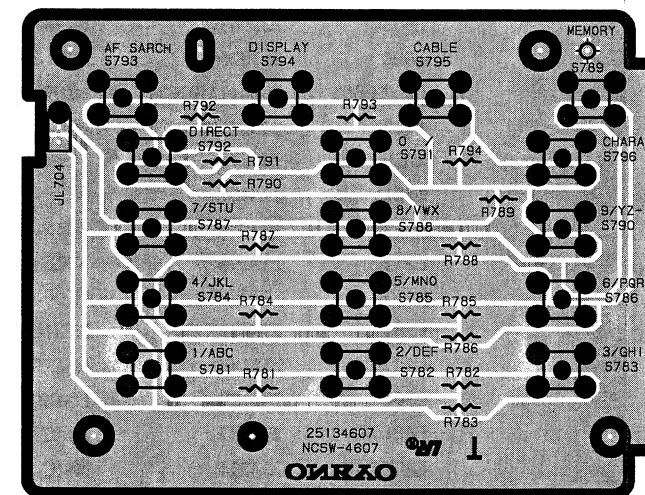 MEMORY
AF SARCH DISPLAY CABLE
S793 S794 S795 S789
R792 R793
DIRECT 0 CHARA
S792 S791 R794 S796
R791
R790
JL704
R789
7/STU 8/VWX 9/YZ-
S787 S788 S790
R787
R788
4/JKL 5/MNO 6/PQR
S784 S785 S786
R784 R785
R786
1/ABC 2/DEF 3/GHI
S781 S782 S783
R781 R782
R783
25134607
NCSW-4607
ONKYO